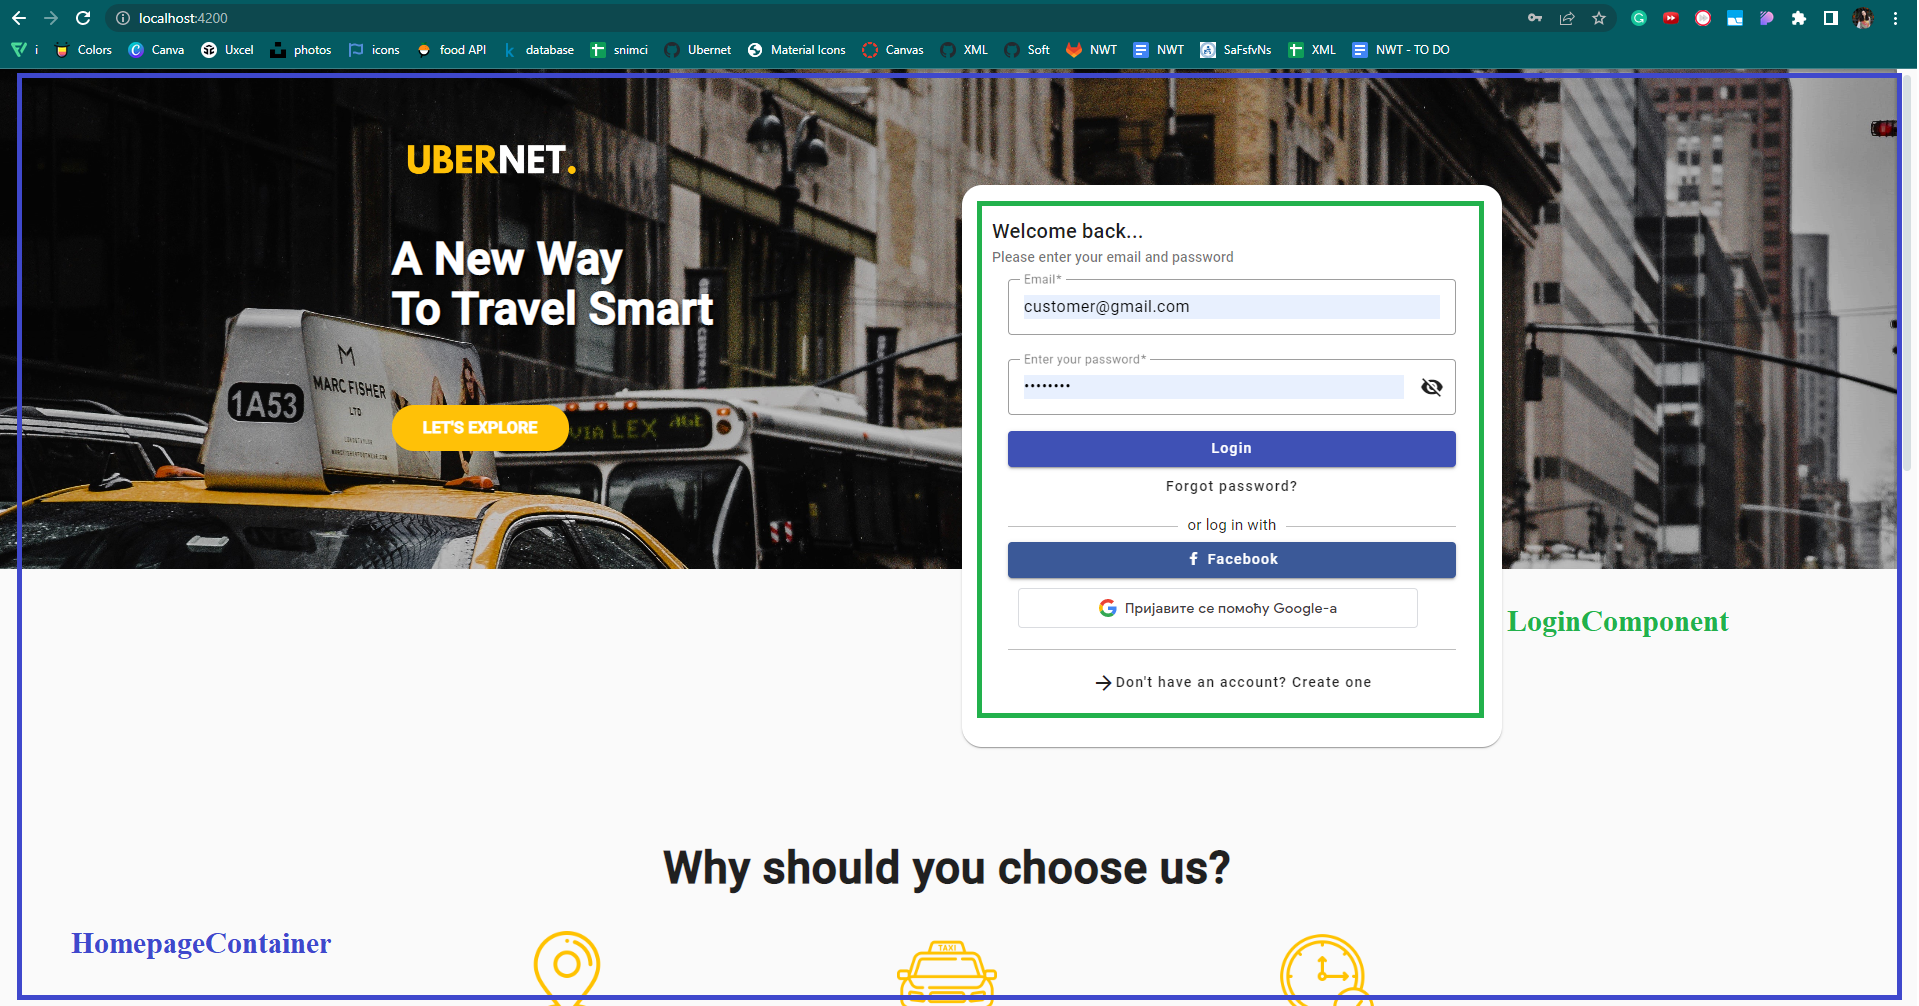 localhost:4200
i Colors Canva Uxcel photos icons food API database snimci Ubernet Material Icons Canvas XML Soft NWT NWT SaFsfvNs XML NWT - TO DO
UBERNET.
A New Way
To Travel Smart
MARC FISHER
LTD
1A53
LET'S EXPLORE
VIA LEX
Welcome back...
Please enter your email and password
Email*
customer@gmail.com
Enter your password*
••••••••
Login
Forgot password?
or log in with
Facebook
Пријавите се помоћу Google-а
Don't have an account? Create one
LoginComponent
Why should you choose us?
HomepageContainer
TAXI